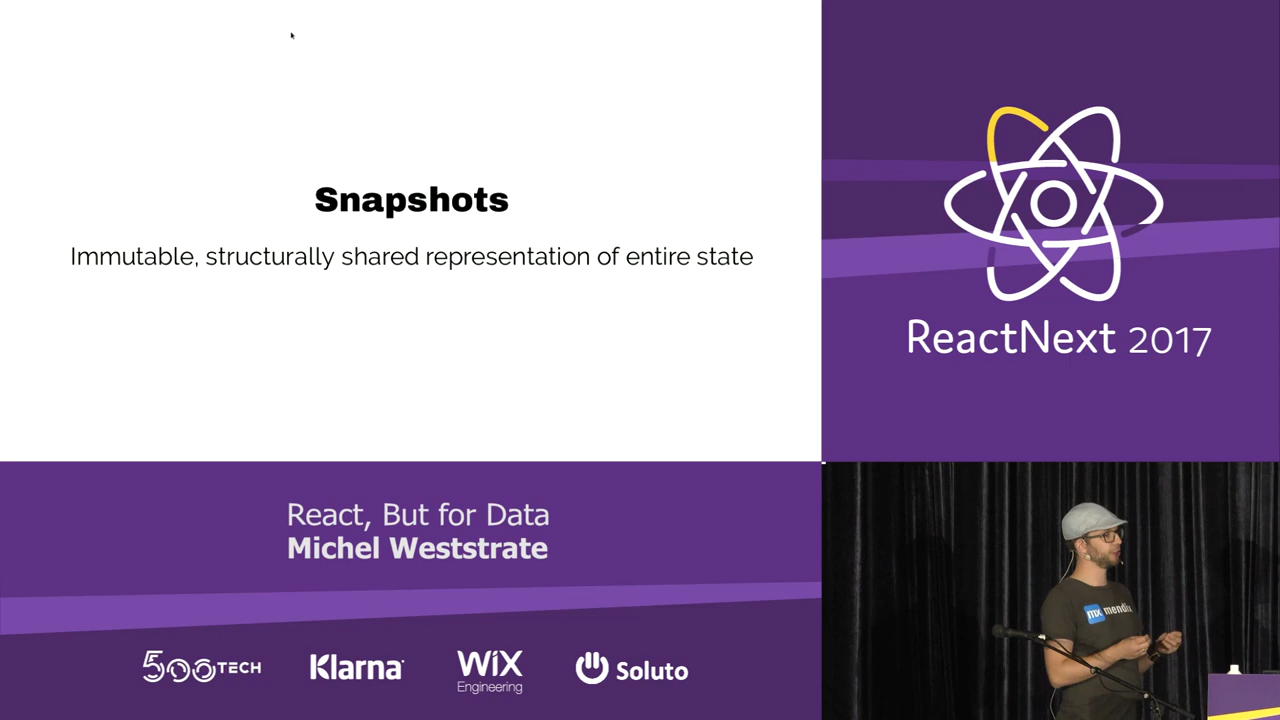 Snapshots
Immutable, structurally shared representation of entire state
ReactNext 2017
React, But for Data
Michel Weststrate
500TECH
Klarna
WiX
Engineering
Soluto
mx mendix